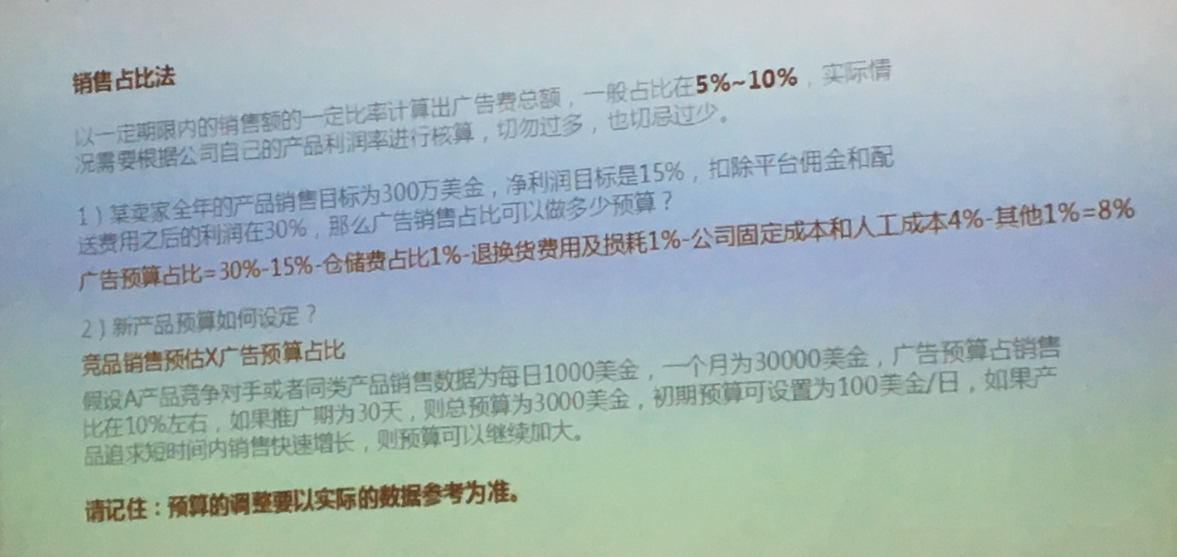 销售占比法
以一定期限内的销售额的一定比率计算出广告费总额，一般占比在5%~10%，实际情
况需要根据公司自己的产品利润率进行核算，切勿过多，也切忌过少。
1）某卖家全年的产品销售目标为300万美金，净利润目标是15%，扣除平台佣金和配
送费用之后的利润在30%，那么广告销售占比可以做多少预算？
广告预算占比=30%-15%-仓储费占比1%-退换货费用及损耗1%-公司固定成本和人工成本4%-其他1%=8%
2）新产品预算如何设定？
竞品销售预估X广告预算占比
假设A产品竞争对手或者同类产品销售数据为每日1000美金，一个月为30000美金，广告预算占销售
比在10%左右，如果推广期为30天，则总预算为3000美金，初期预算可设置为100美金/日，如果产
品追求短时间内销售快速增长，则预算可以继续加大。
请记住：预算的调整要以实际的数据参考为准。